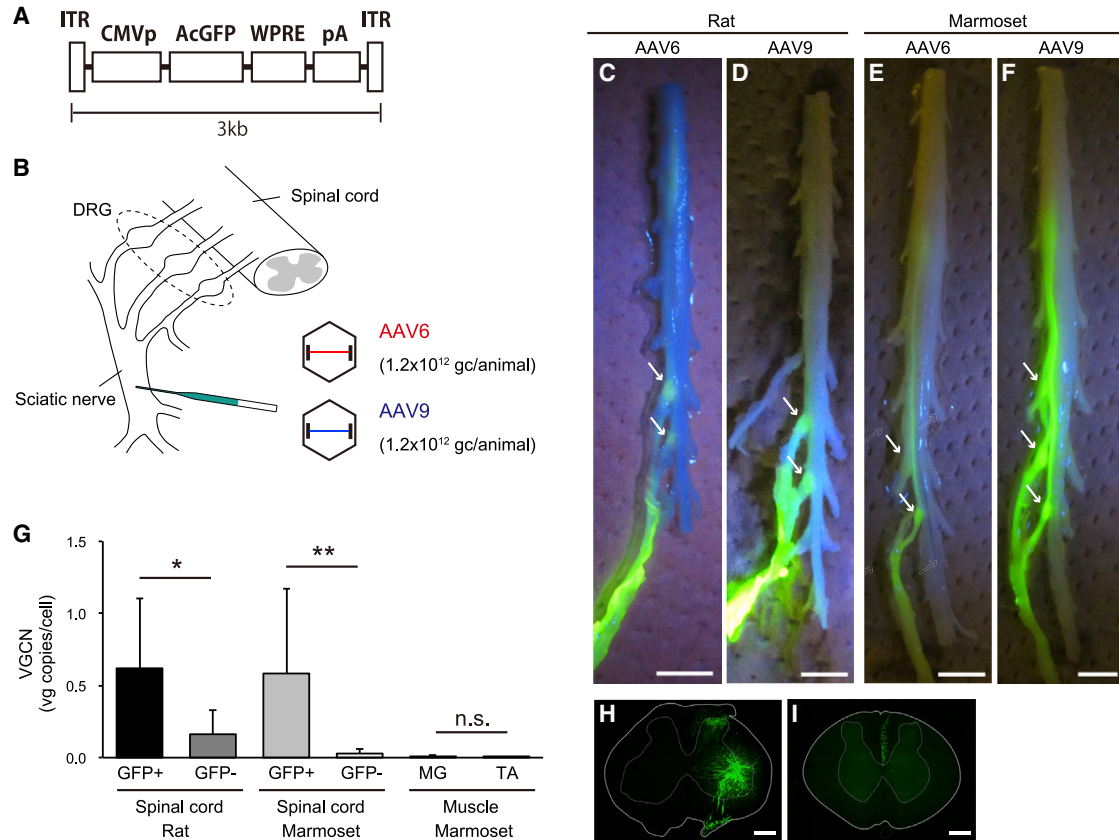 A
ITR
ITR
CMVp AcGFP WPRE pA
3kb
B
DRG
Spinal cord
Sciatic nerve
AAV6
(1.2x10¹² gc/animal)
AAV9
(1.2x10¹² gc/animal)
Rat
Marmoset
AAV6
AAV9
AAV6
AAV9
C
D
E
F
G
VGCN
(vg copies/cell)
1.5
1.0
0.5
0.0
*
**
n.s.
GFP+ GFP- GFP+ GFP- MG TA
Spinal cord Spinal cord Muscle
Rat Marmoset Marmoset
H
I